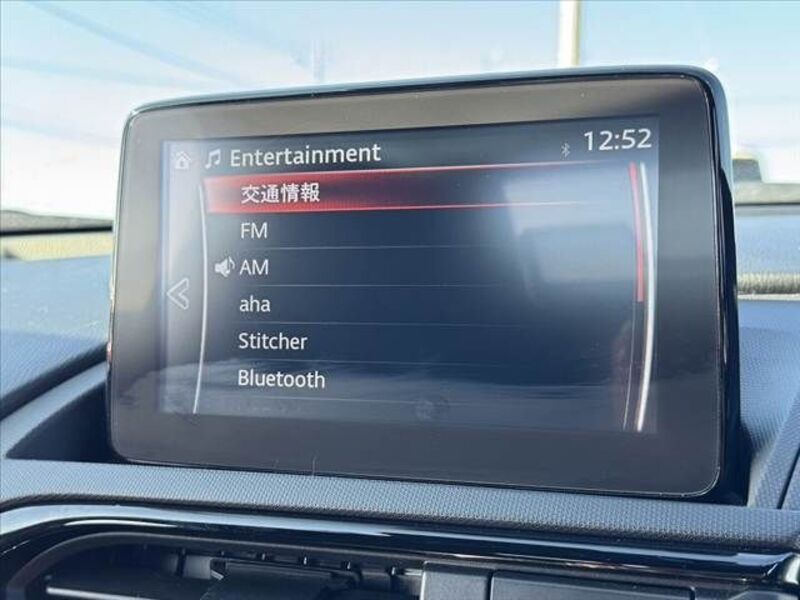 Entertainment
12:52
交通情報
FM
AM
aha
Stitcher
Bluetooth